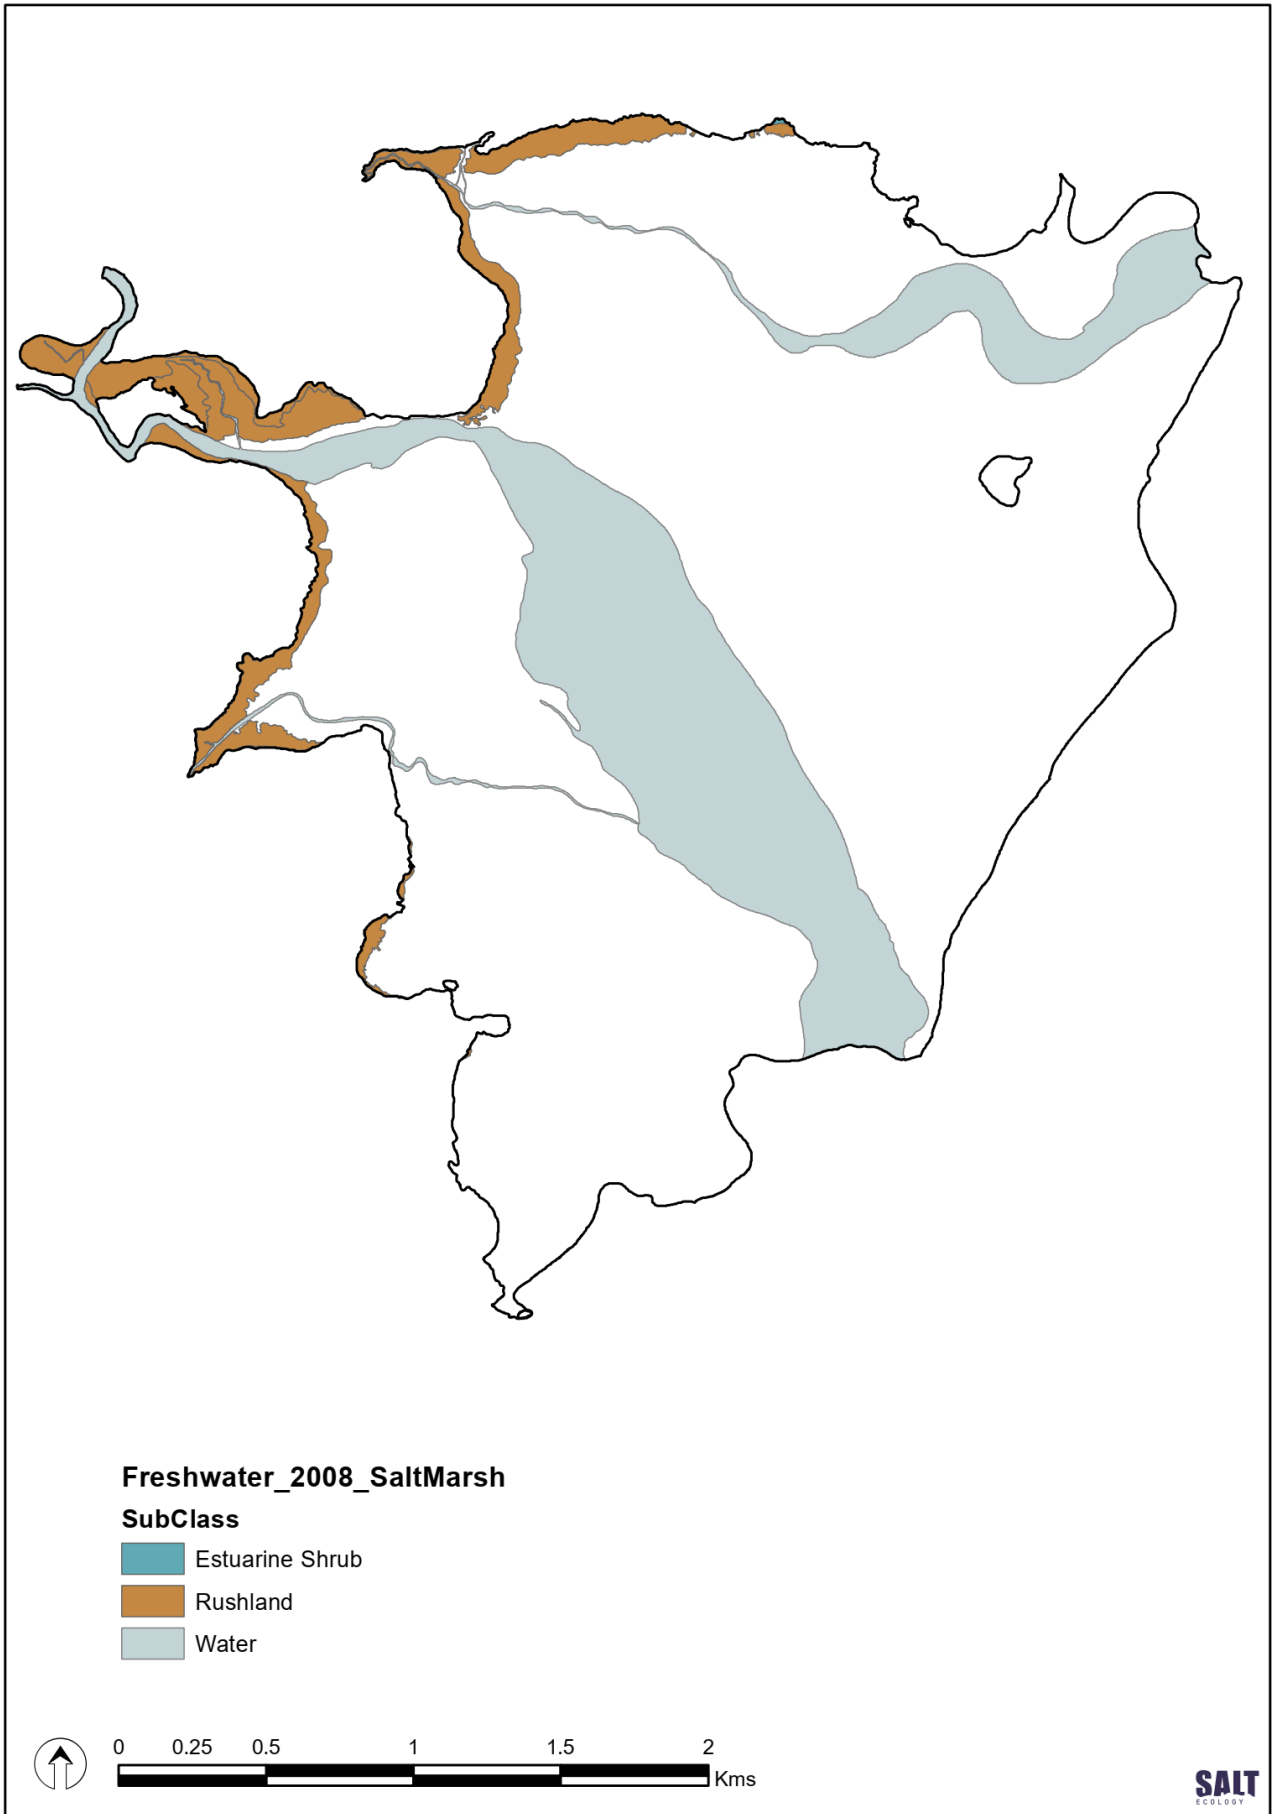 Freshwater_2008_SaltMarsh
SubClass
Estuarine Shrub
Rushland
Water
0 0.25 0.5 1 1.5 2
Kms
SALT
ECOLOGY